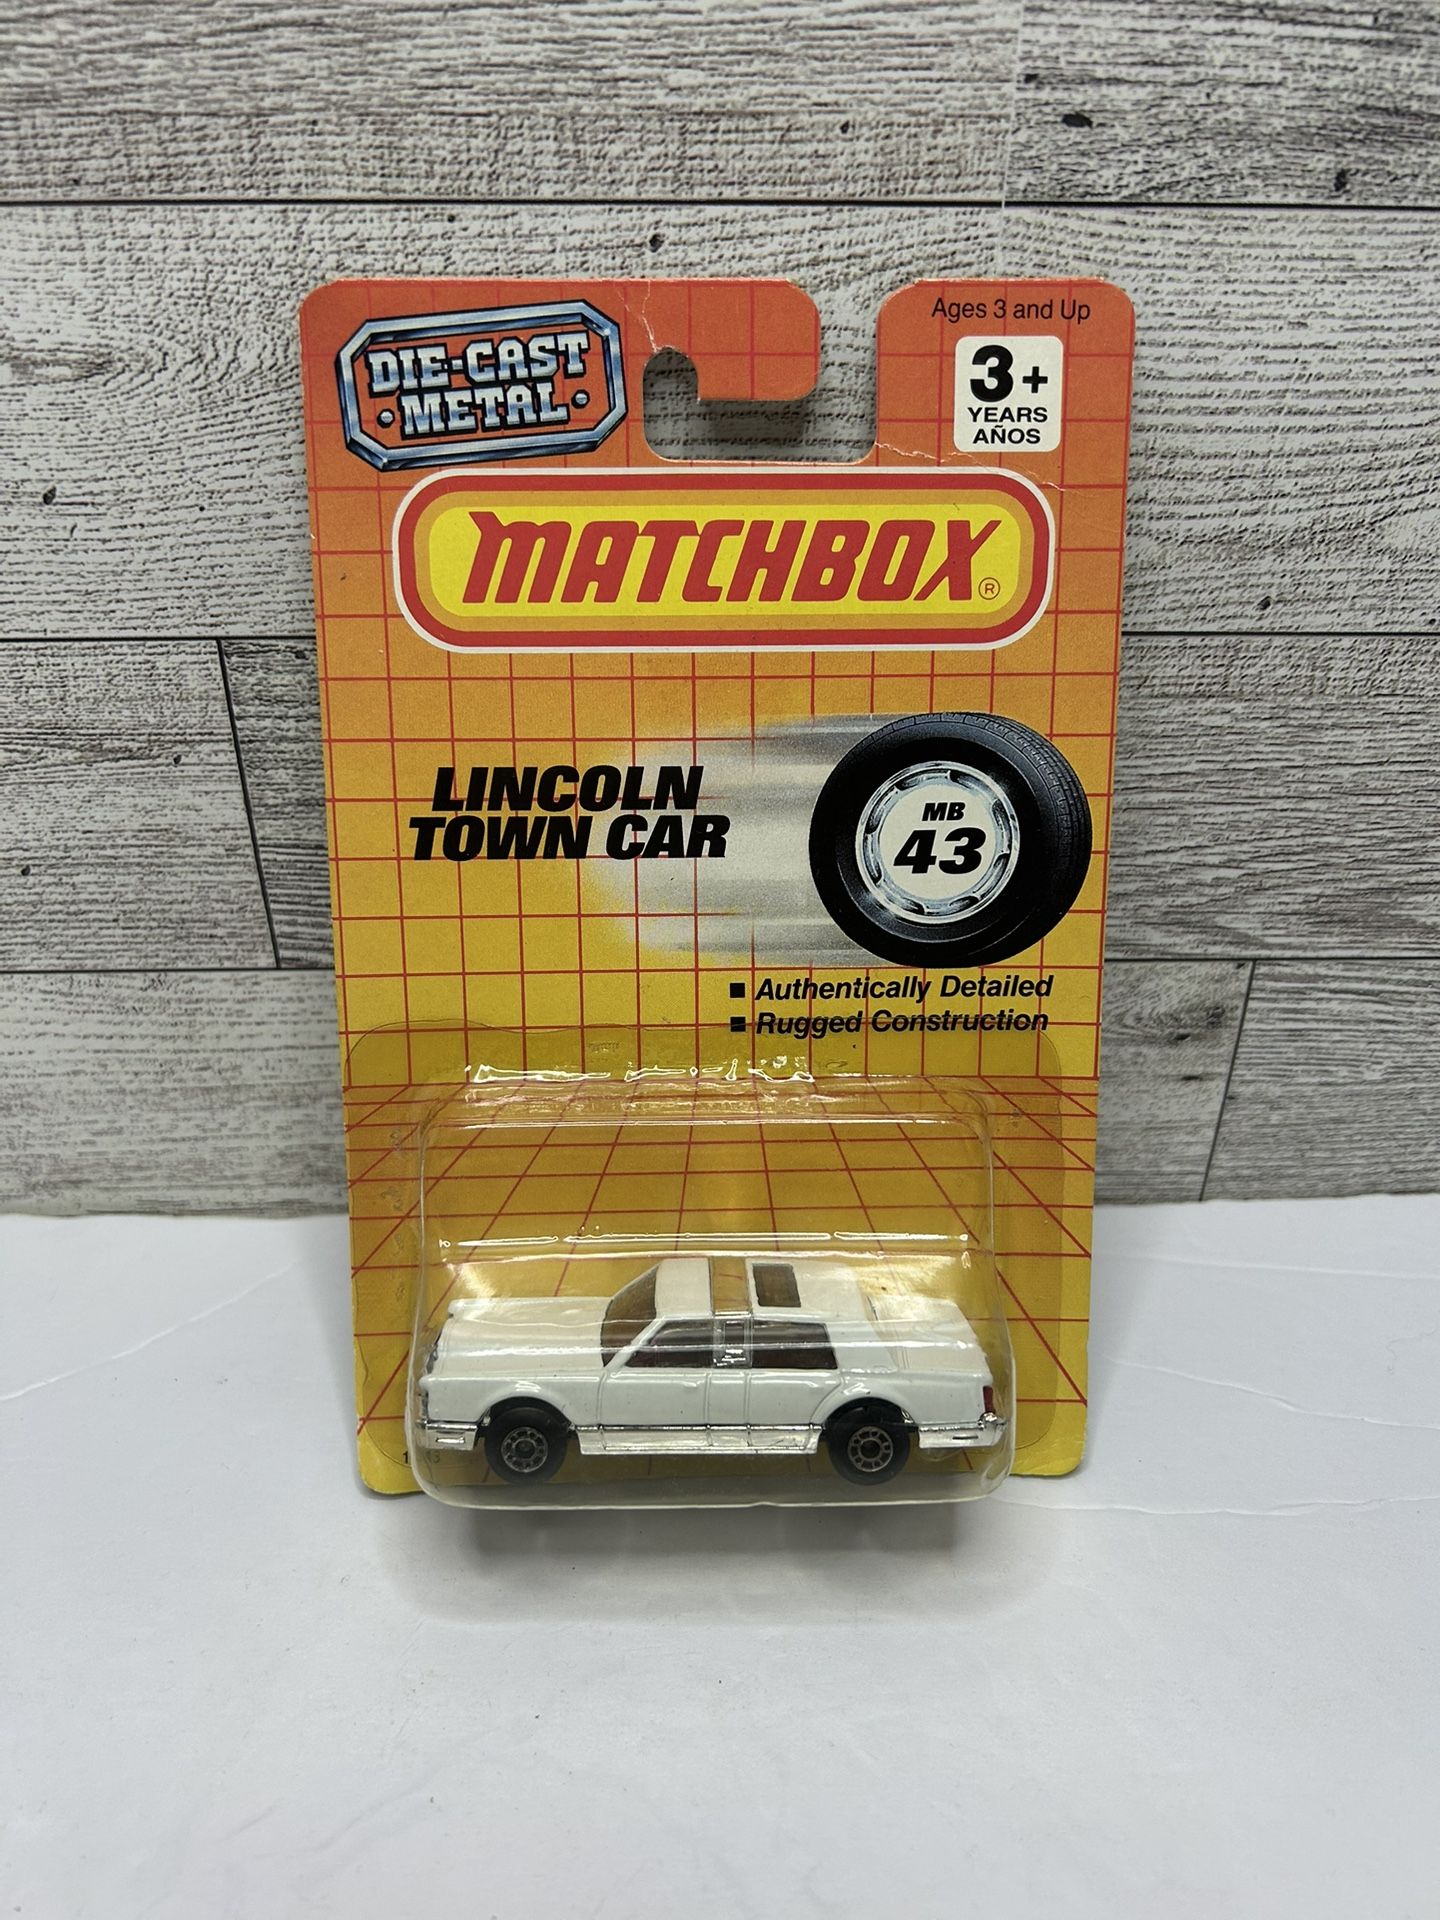 Ages 3 and Up
DIE-CAST
METAL
3+
YEARS
AÑOS
MATCHBOX®
LINCOLN
TOWN CAR
MB
43
■ Authentically Detailed
■ Rugged Construction